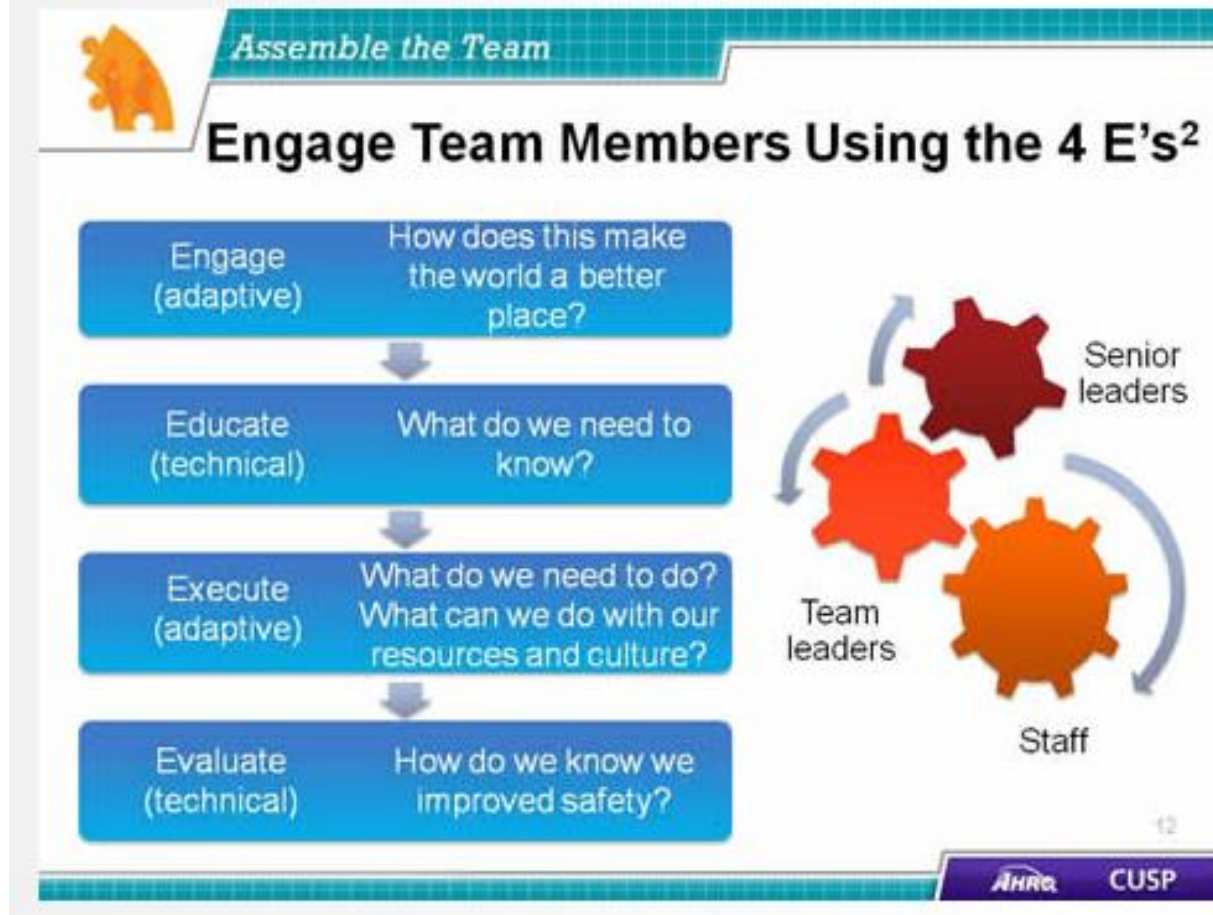 Assemble the Team
Engage Team Members Using the 4 E's²
Engage
(adaptive)
How does this make
the world a better
place?
Educate
(technical)
What do we need to
know?
Execute
(adaptive)
What do we need to do?
What can we do with our
resources and culture?
Evaluate
(technical)
How do we know we
improved safety?
Senior
leaders
Team
leaders
Staff
12
AHRQ
CUSP